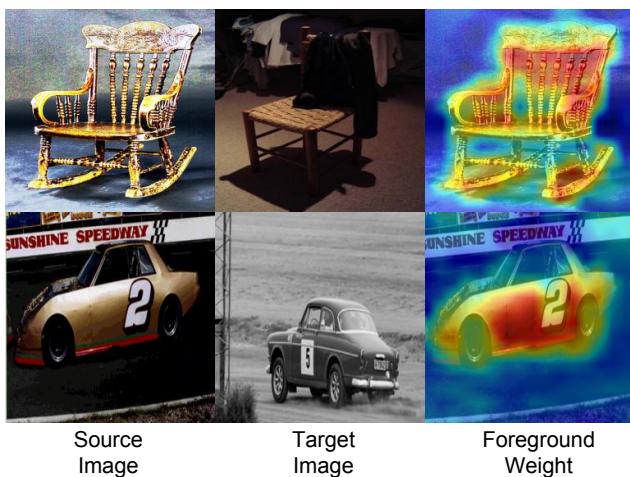 SUNSHINE SPEEDWAY
2
5
SUNSHINE SPEEDWAY
2
Source
Image
Target
Image
Foreground
Weight